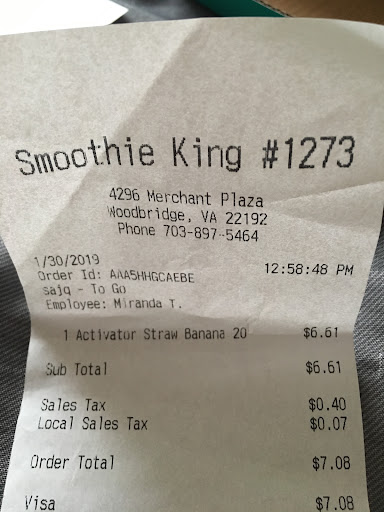 Smoothie King #1273
4296 Merchant Plaza
Woodbridge, VA 22192
Phone 703-897-5464
1/30/2019 12:58:48 PM
Order Id: AAA5HHGCAEBE
sajq - To Go
Employee: Miranda T.
1 Activator Straw Banana 20 $6.61
Sub Total $6.61
Sales Tax $0.40
Local Sales Tax $0.07
Order Total $7.08
Visa $7.08